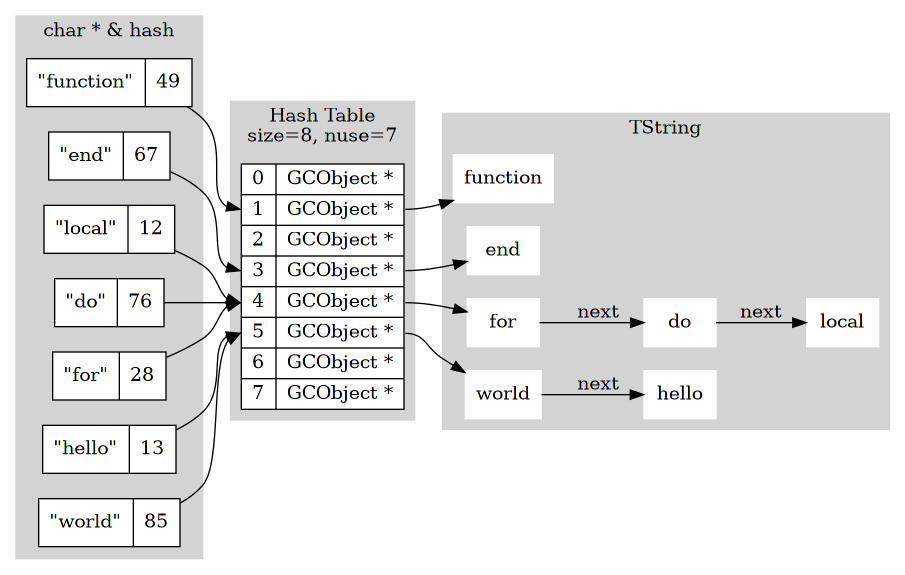 char * & hash
"function" 49
"end" 67
"local" 12
"do" 76
"for" 28
"hello" 13
"world" 85
Hash Table
size=8, nuse=7
0 GCObject *
1 GCObject *
2 GCObject *
3 GCObject *
4 GCObject *
5 GCObject *
6 GCObject *
7 GCObject *
TString
function
end
for next do next local
world next hello